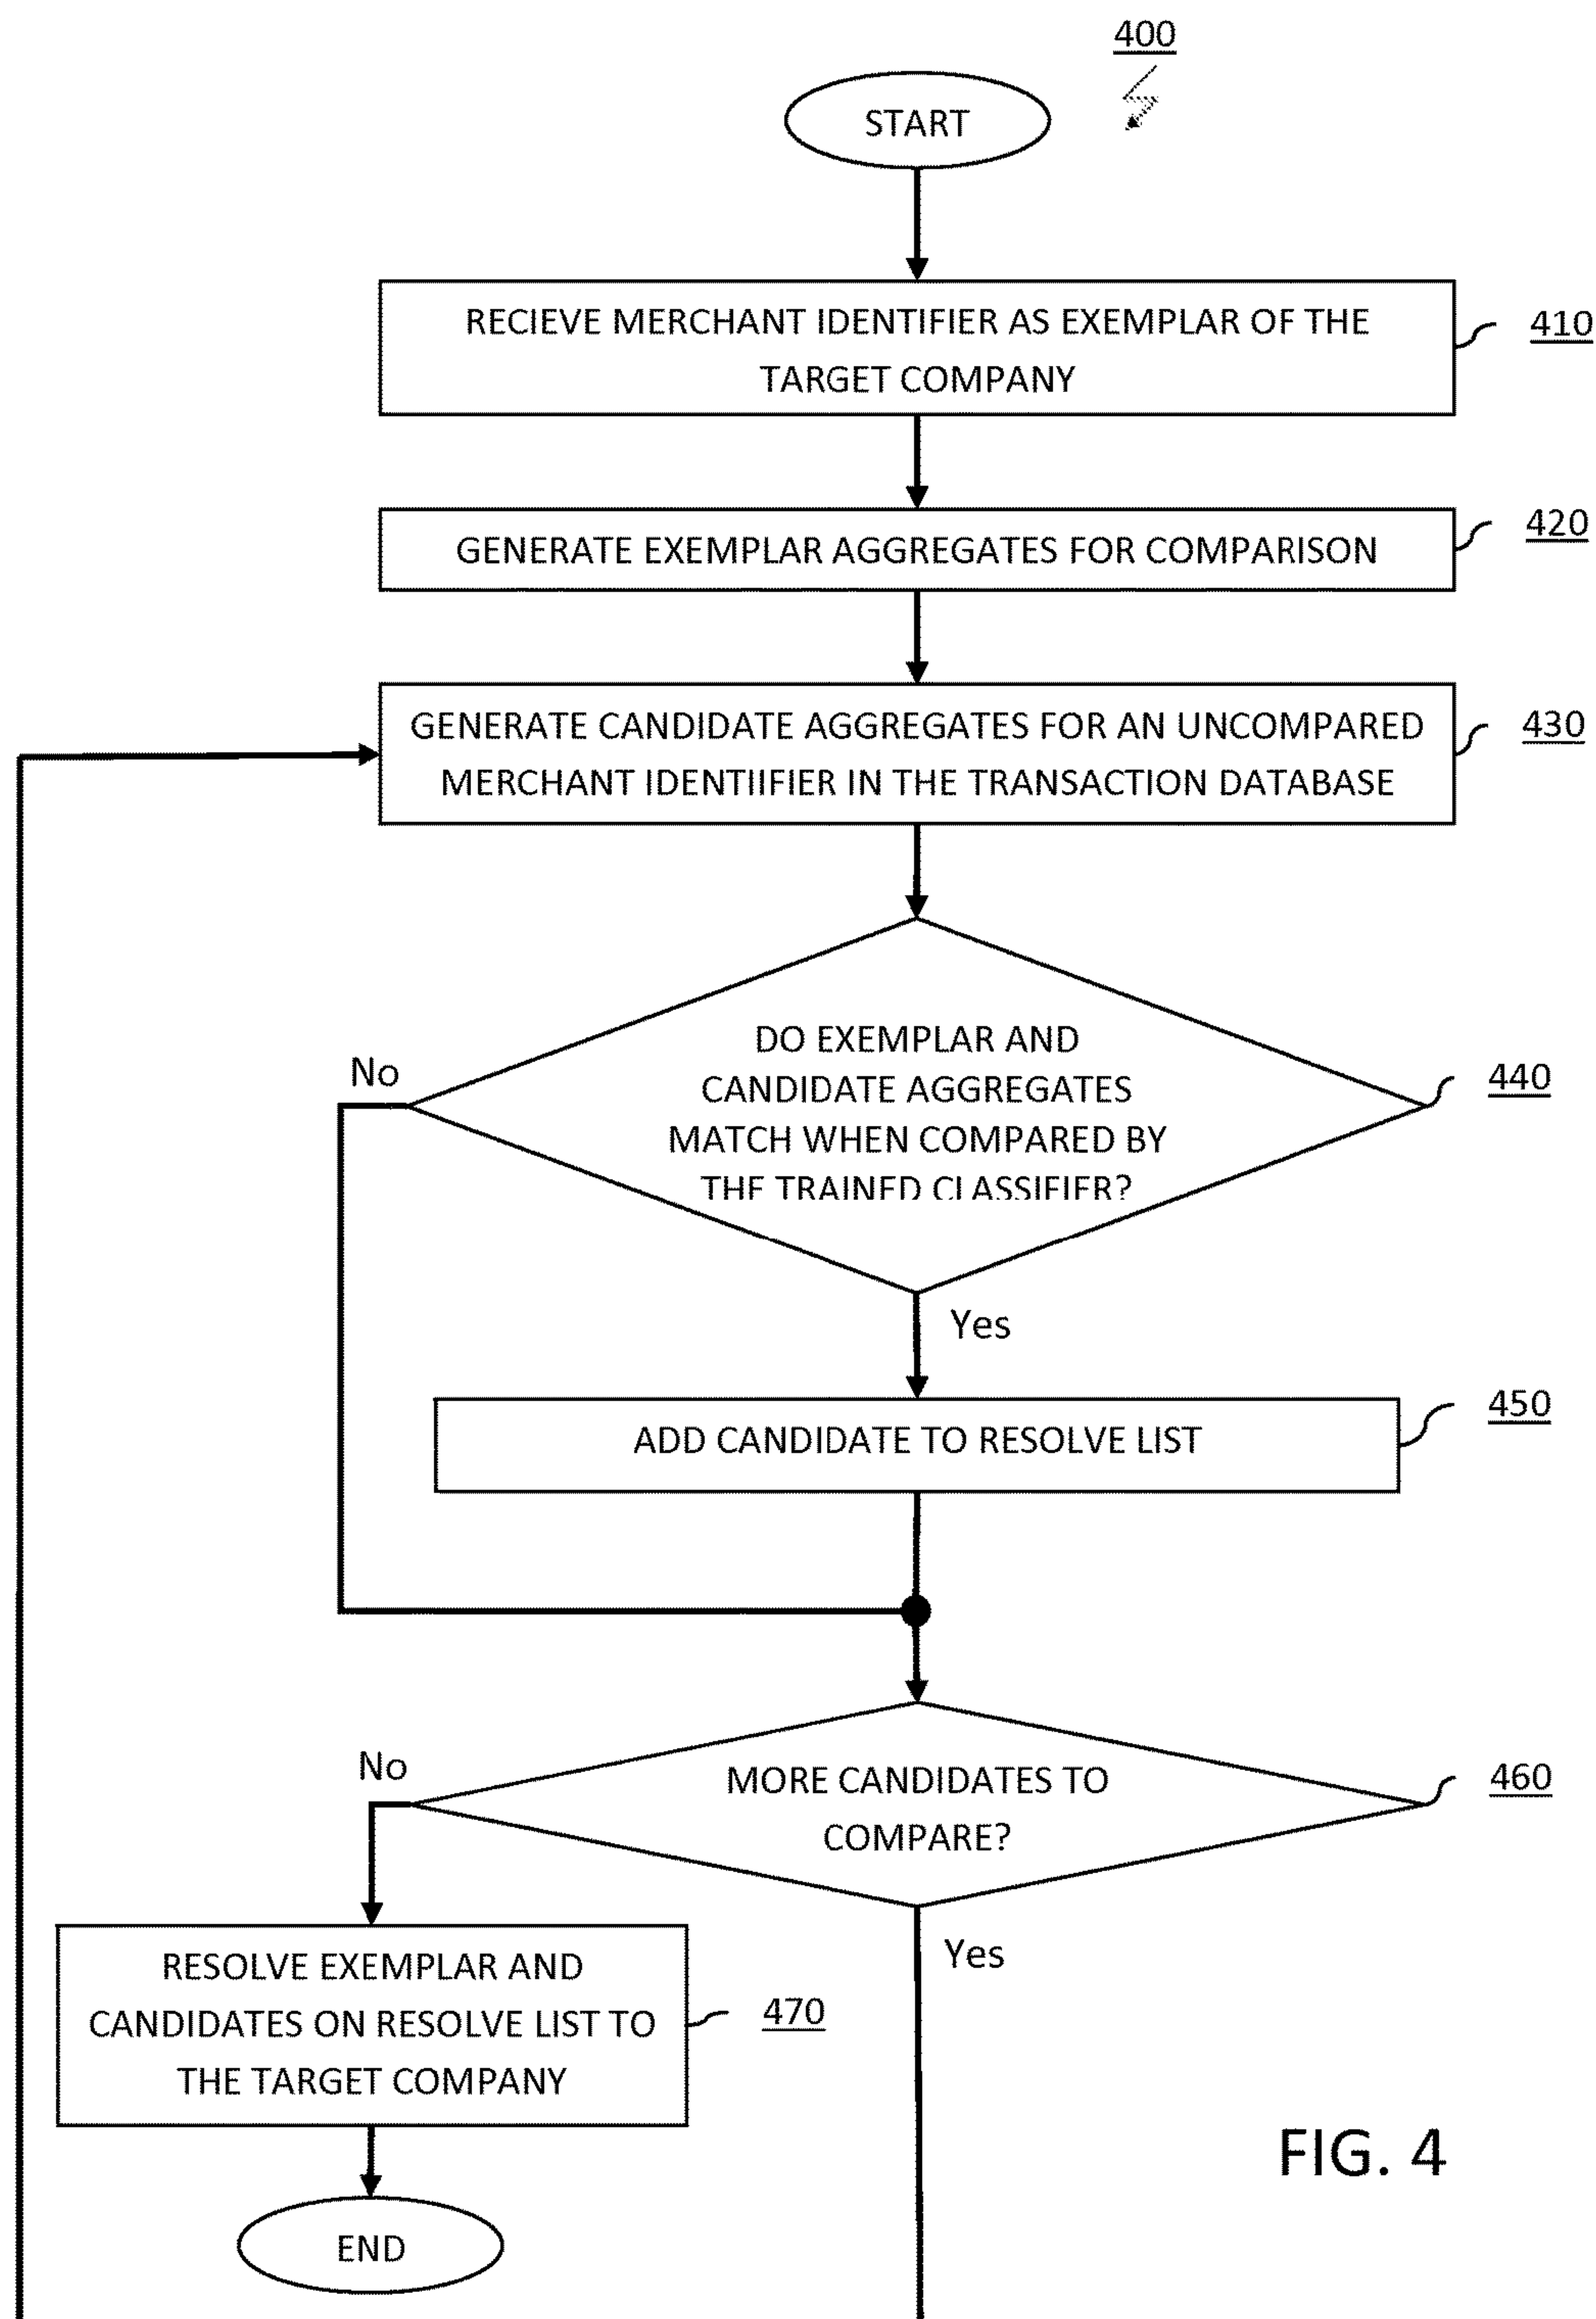 400
START
RECIEVE MERCHANT IDENTIFIER AS EXEMPLAR OF THE
TARGET COMPANY
410
GENERATE EXEMPLAR AGGREGATES FOR COMPARISON
420
GENERATE CANDIDATE AGGREGATES FOR AN UNCOMPARED
MERCHANT IDENTIIFIER IN THE TRANSACTION DATABASE
430
DO EXEMPLAR AND
CANDIDATE AGGREGATES
MATCH WHEN COMPARED BY
THE TRAINED CLASSIFIER?
440
No
Yes
ADD CANDIDATE TO RESOLVE LIST
450
MORE CANDIDATES TO
COMPARE?
460
No
Yes
RESOLVE EXEMPLAR AND
CANDIDATES ON RESOLVE LIST TO
THE TARGET COMPANY
470
END
FIG. 4